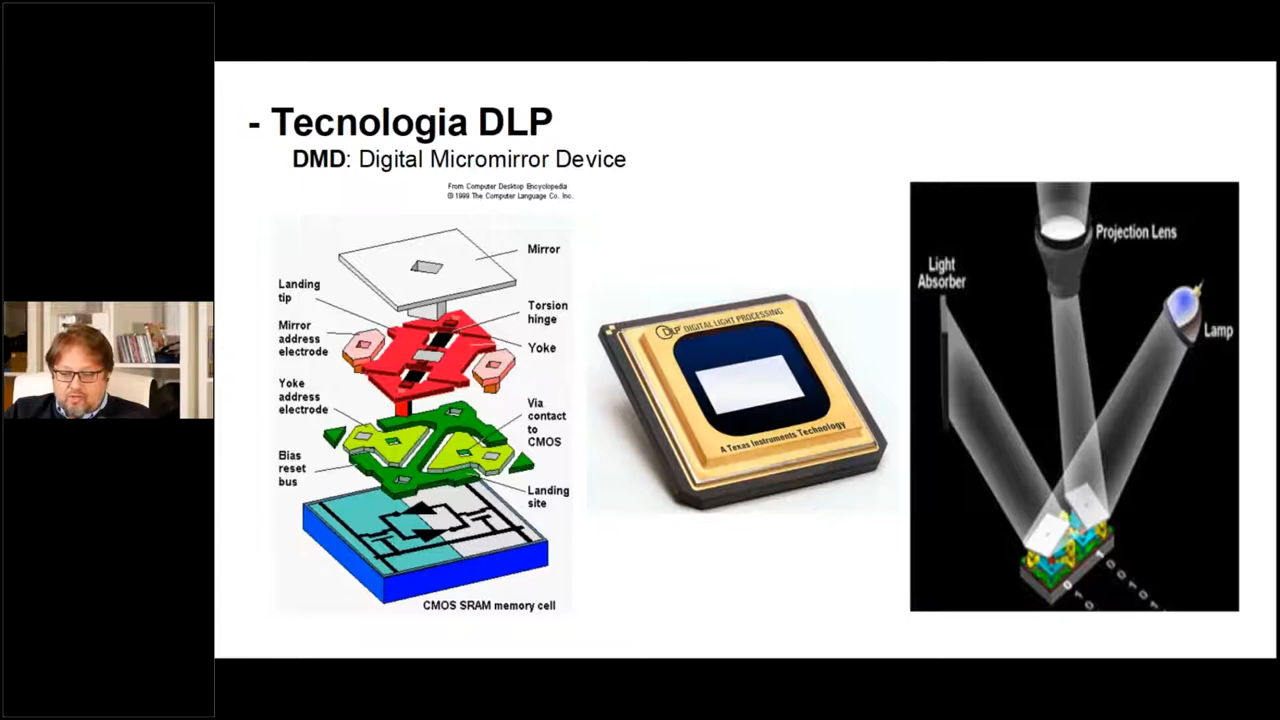 - Tecnologia DLP
DMD: Digital Micromirror Device
From Computer Desktop Encyclopedia
© 1999 The Computer Language Co. Inc.
Mirror
Landing
tip
Torsion
hinge
Mirror
address
electrode
Yoke
Yoke
address
electrode
Via
contact
to
CMOS
Bias
reset
bus
Landing
site
CMOS SRAM memory cell
DLP DIGITAL LIGHT PROCESSING
A Texas Instruments Technology
Projection Lens
Light
Absorber
Lamp